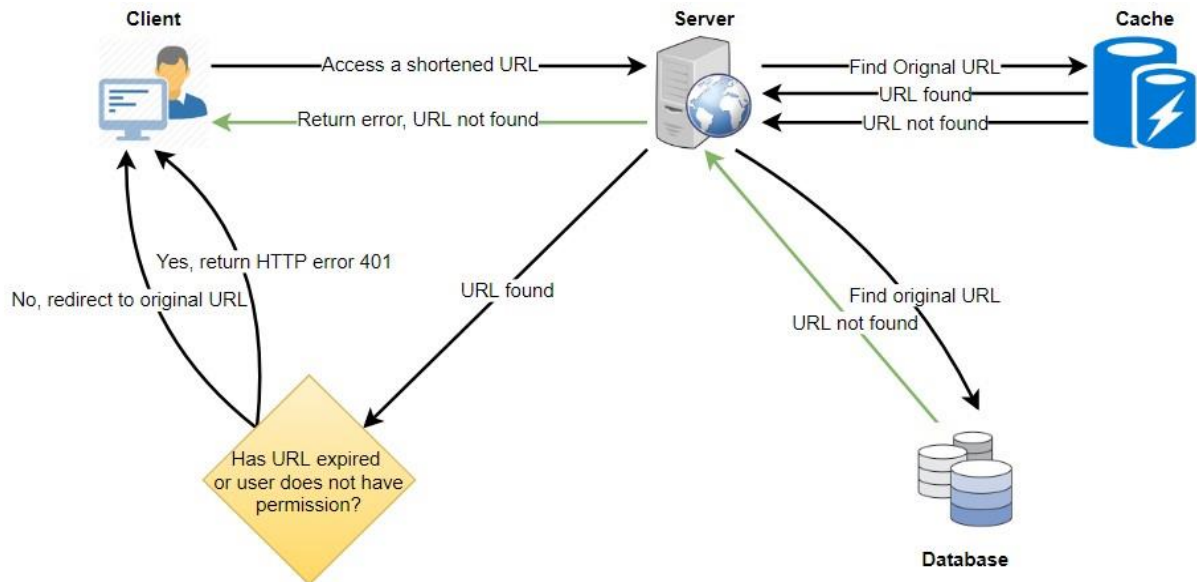 Client
Server
Cache
Access a shortened URL
Find Orignal URL
URL found
Return error, URL not found
URL not found
Yes, return HTTP error 401
No, redirect to original URL
URL found
Find original URL
URL not found
Has URL expired
or user does not have
permission?
Database